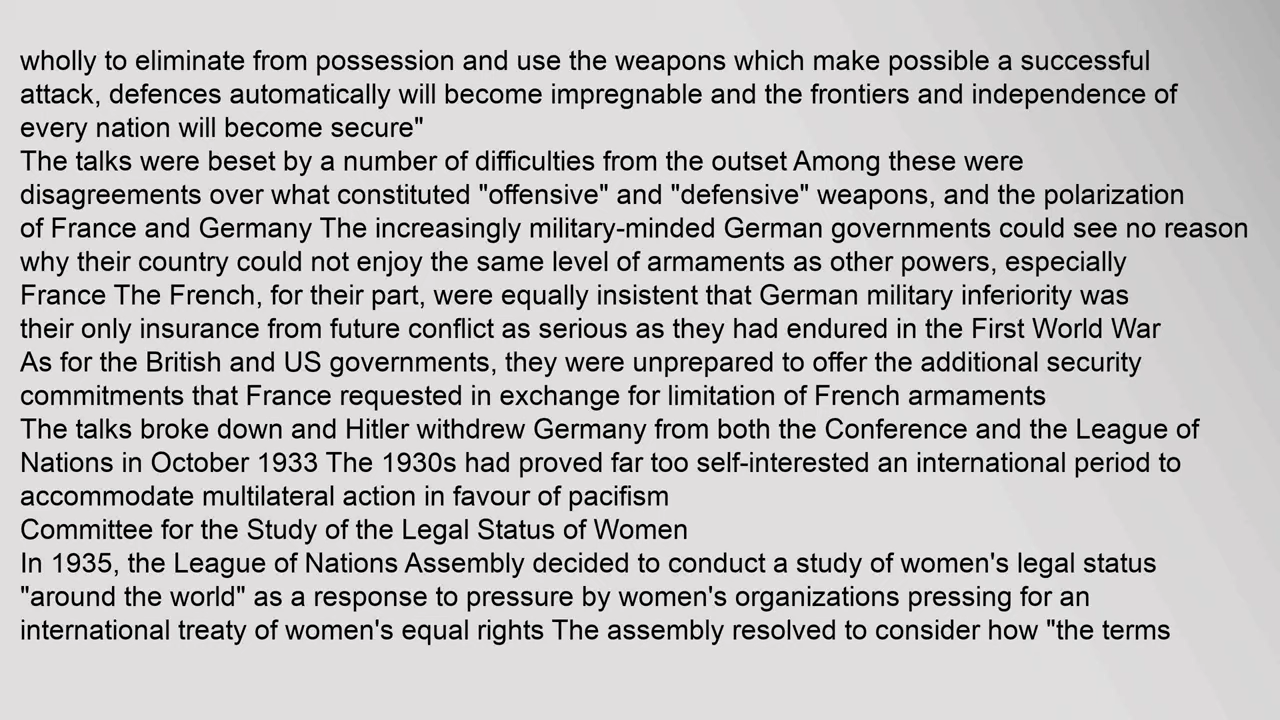 wholly to eliminate from possession and use the weapons which make possible a successful
attack, defences automatically will become impregnable and the frontiers and independence of
every nation will become secure"
The talks were beset by a number of difficulties from the outset Among these were
disagreements over what constituted "offensive" and "defensive" weapons, and the polarization
of France and Germany The increasingly military-minded German governments could see no reason
why their country could not enjoy the same level of armaments as other powers, especially
France The French, for their part, were equally insistent that German military inferiority was
their only insurance from future conflict as serious as they had endured in the First World War
As for the British and US governments, they were unprepared to offer the additional security
commitments that France requested in exchange for limitation of French armaments
The talks broke down and Hitler withdrew Germany from both the Conference and the League of
Nations in October 1933 The 1930s had proved far too self-interested an international period to
accommodate multilateral action in favour of pacifism
Committee for the Study of the Legal Status of Women
In 1935, the League of Nations Assembly decided to conduct a study of women's legal status
"around the world" as a response to pressure by women's organizations pressing for an
international treaty of women's equal rights The assembly resolved to consider how "the terms